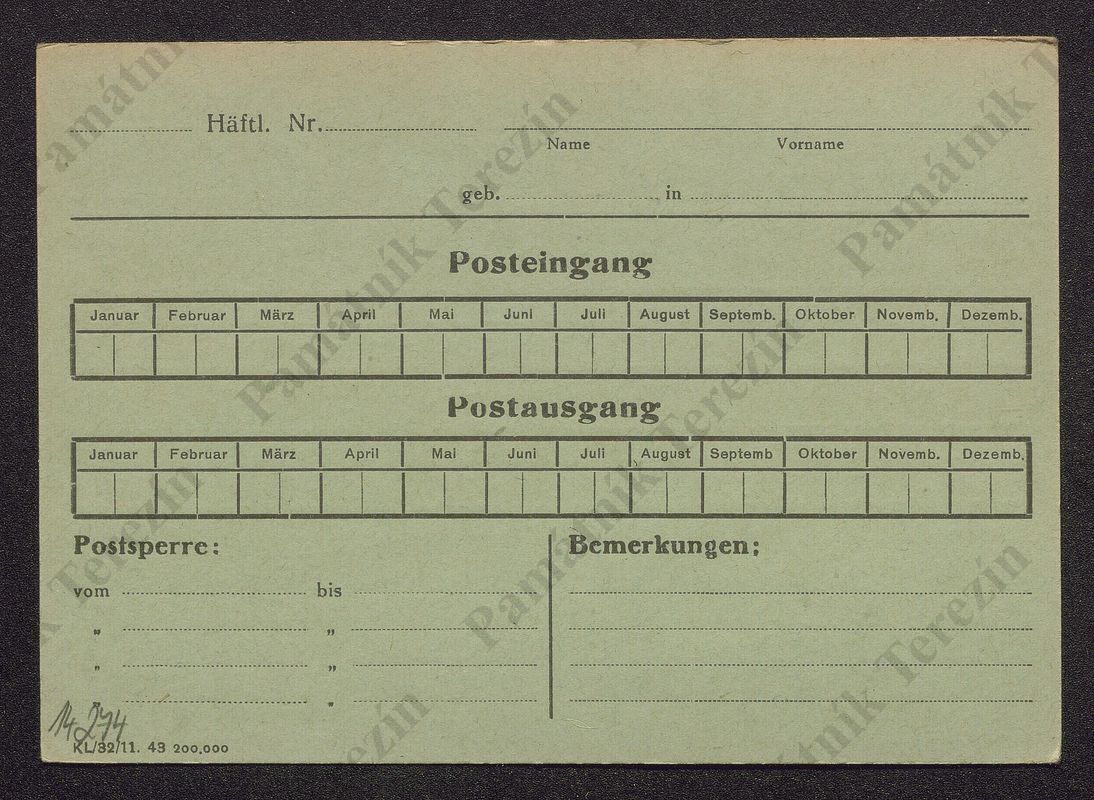 Häftl. Nr.
Name Vorname
geb. in
Posteingang
Januar Februar März April Mai Juni Juli August Septemb. Oktober Novemb. Dezemb.
Postausgang
Januar Februar März April Mai Juni Juli August Septemb Oktober Novemb. Dezemb.
Postsperre: Bemerkungen:
vom bis
„ „
„ „
„ „
14274
KL/32/11. 43 200.000
Památník Terezín